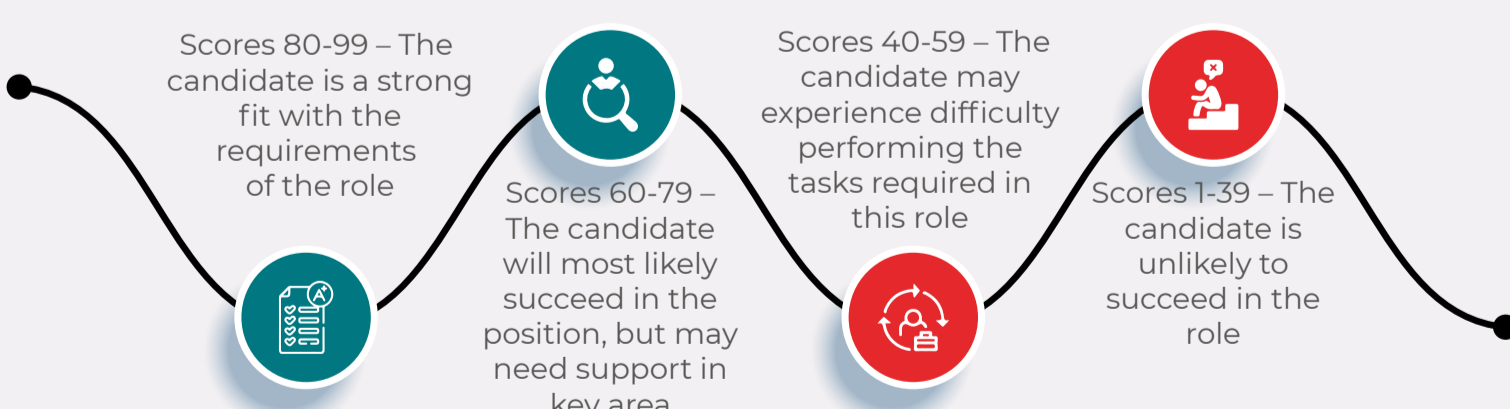 Scores 80-99 – The
candidate is a strong
fit with the
requirements
of the role
A+
Scores 60-79 –
The candidate
will most likely
succeed in the
position, but may
need support in
key area
Scores 40-59 – The
candidate may
experience difficulty
performing the
tasks required in
this role
Scores 1-39 – The
candidate is
unlikely to
succeed in the
role